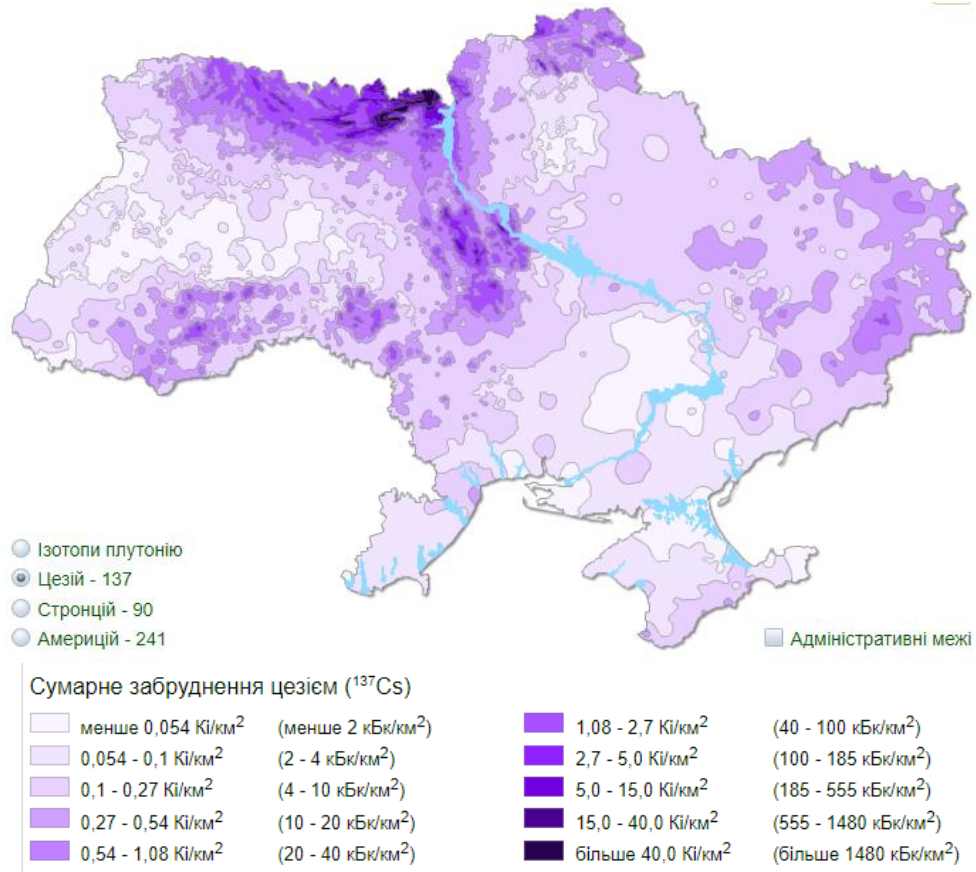 Ізотопи плутонію
Цезій - 137
Стронцій - 90
Америцій - 241
Адміністративні межі
Сумарне забруднення цезієм (¹³⁷Cs)
менше 0,054 Кі/км² (менше 2 кБк/км²)
0,054 - 0,1 Кі/км² (2 - 4 кБк/км²)
0,1 - 0,27 Кі/км² (4 - 10 кБк/км²)
0,27 - 0,54 Кі/км² (10 - 20 кБк/км²)
0,54 - 1,08 Кі/км² (20 - 40 кБк/км²)
1,08 - 2,7 Кі/км² (40 - 100 кБк/км²)
2,7 - 5,0 Кі/км² (100 - 185 кБк/км²)
5,0 - 15,0 Кі/км² (185 - 555 кБк/км²)
15,0 - 40,0 Кі/км² (555 - 1480 кБк/км²)
більше 40,0 Кі/км² (більше 1480 кБк/км²)